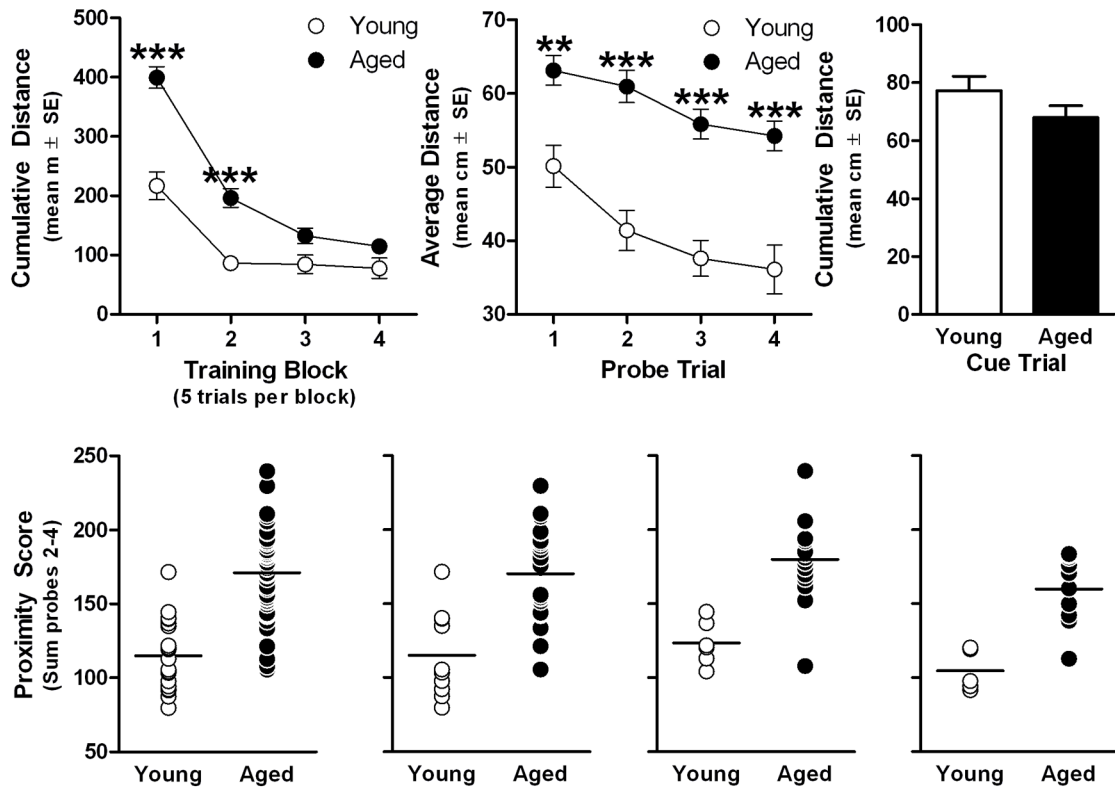 Cumulative Distance
(mean m ± SE)
500
400
300
200
100
0
Young
Aged
***
***
1 2 3 4
Training Block
(5 trials per block)
Average Distance
(mean cm ± SE)
70
60
50
40
30
Young
Aged
**
***
***
***
1 2 3 4
Probe Trial
Cumulative Distance
(mean cm ± SE)
100
80
60
40
20
0
Young Aged
Cue Trial
Proximity Score
(Sum probes 2-4)
250
200
150
100
50
Young Aged
Young Aged
Young Aged
Young Aged